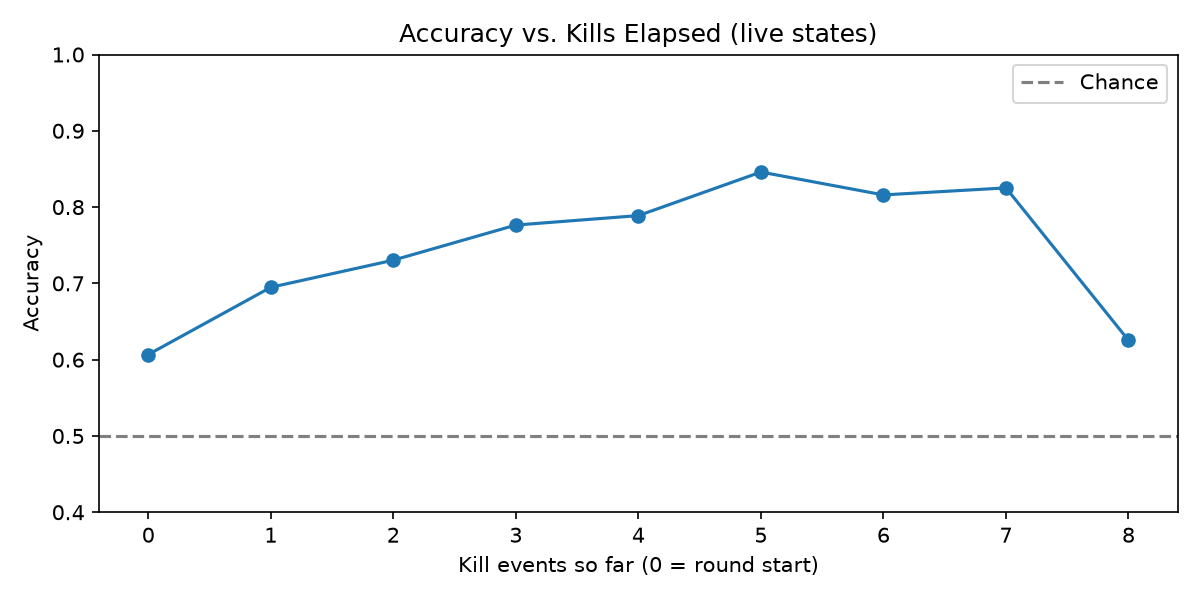 Accuracy vs. Kills Elapsed (live states)
Chance
Accuracy
1.0
0.9
0.8
0.7
0.6
0.5
0.4
0 1 2 3 4 5 6 7 8
Kill events so far (0 = round start)